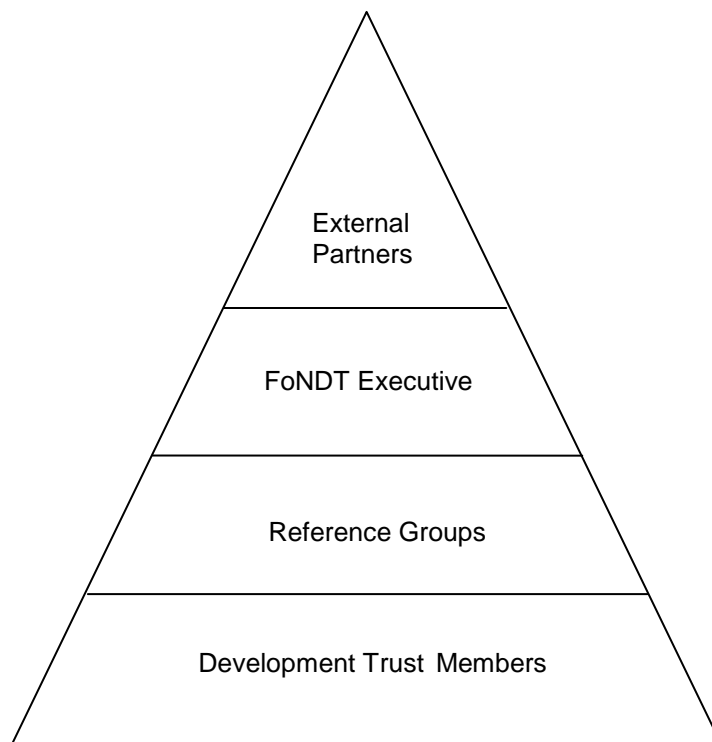 External
Partners
FoNDT Executive
Reference Groups
Development Trust Members